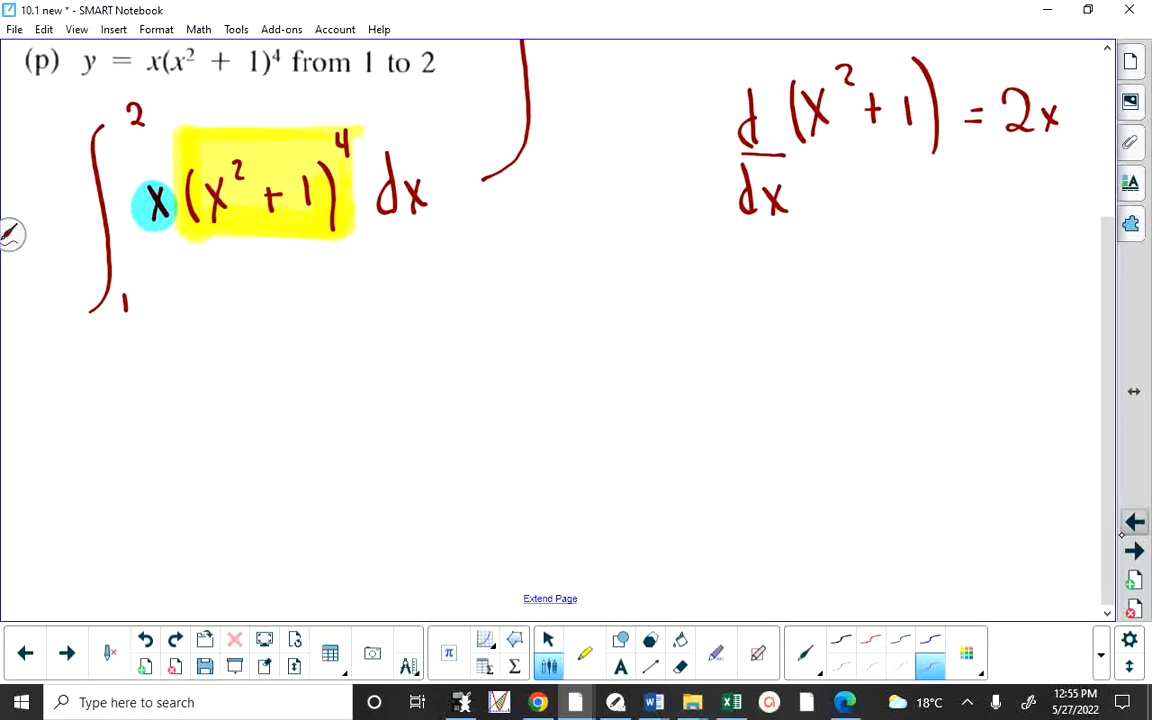 10.1 new * - SMART Notebook
File Edit View Insert Format Math Tools Add-ons Account Help
(p) y = x(x² + 1)⁴ from 1 to 2
∫₁² x(x² + 1)⁴ dx
d/dx (x² + 1) = 2x
Extend Page
Type here to search
18°C
12:55 PM
5/27/2022